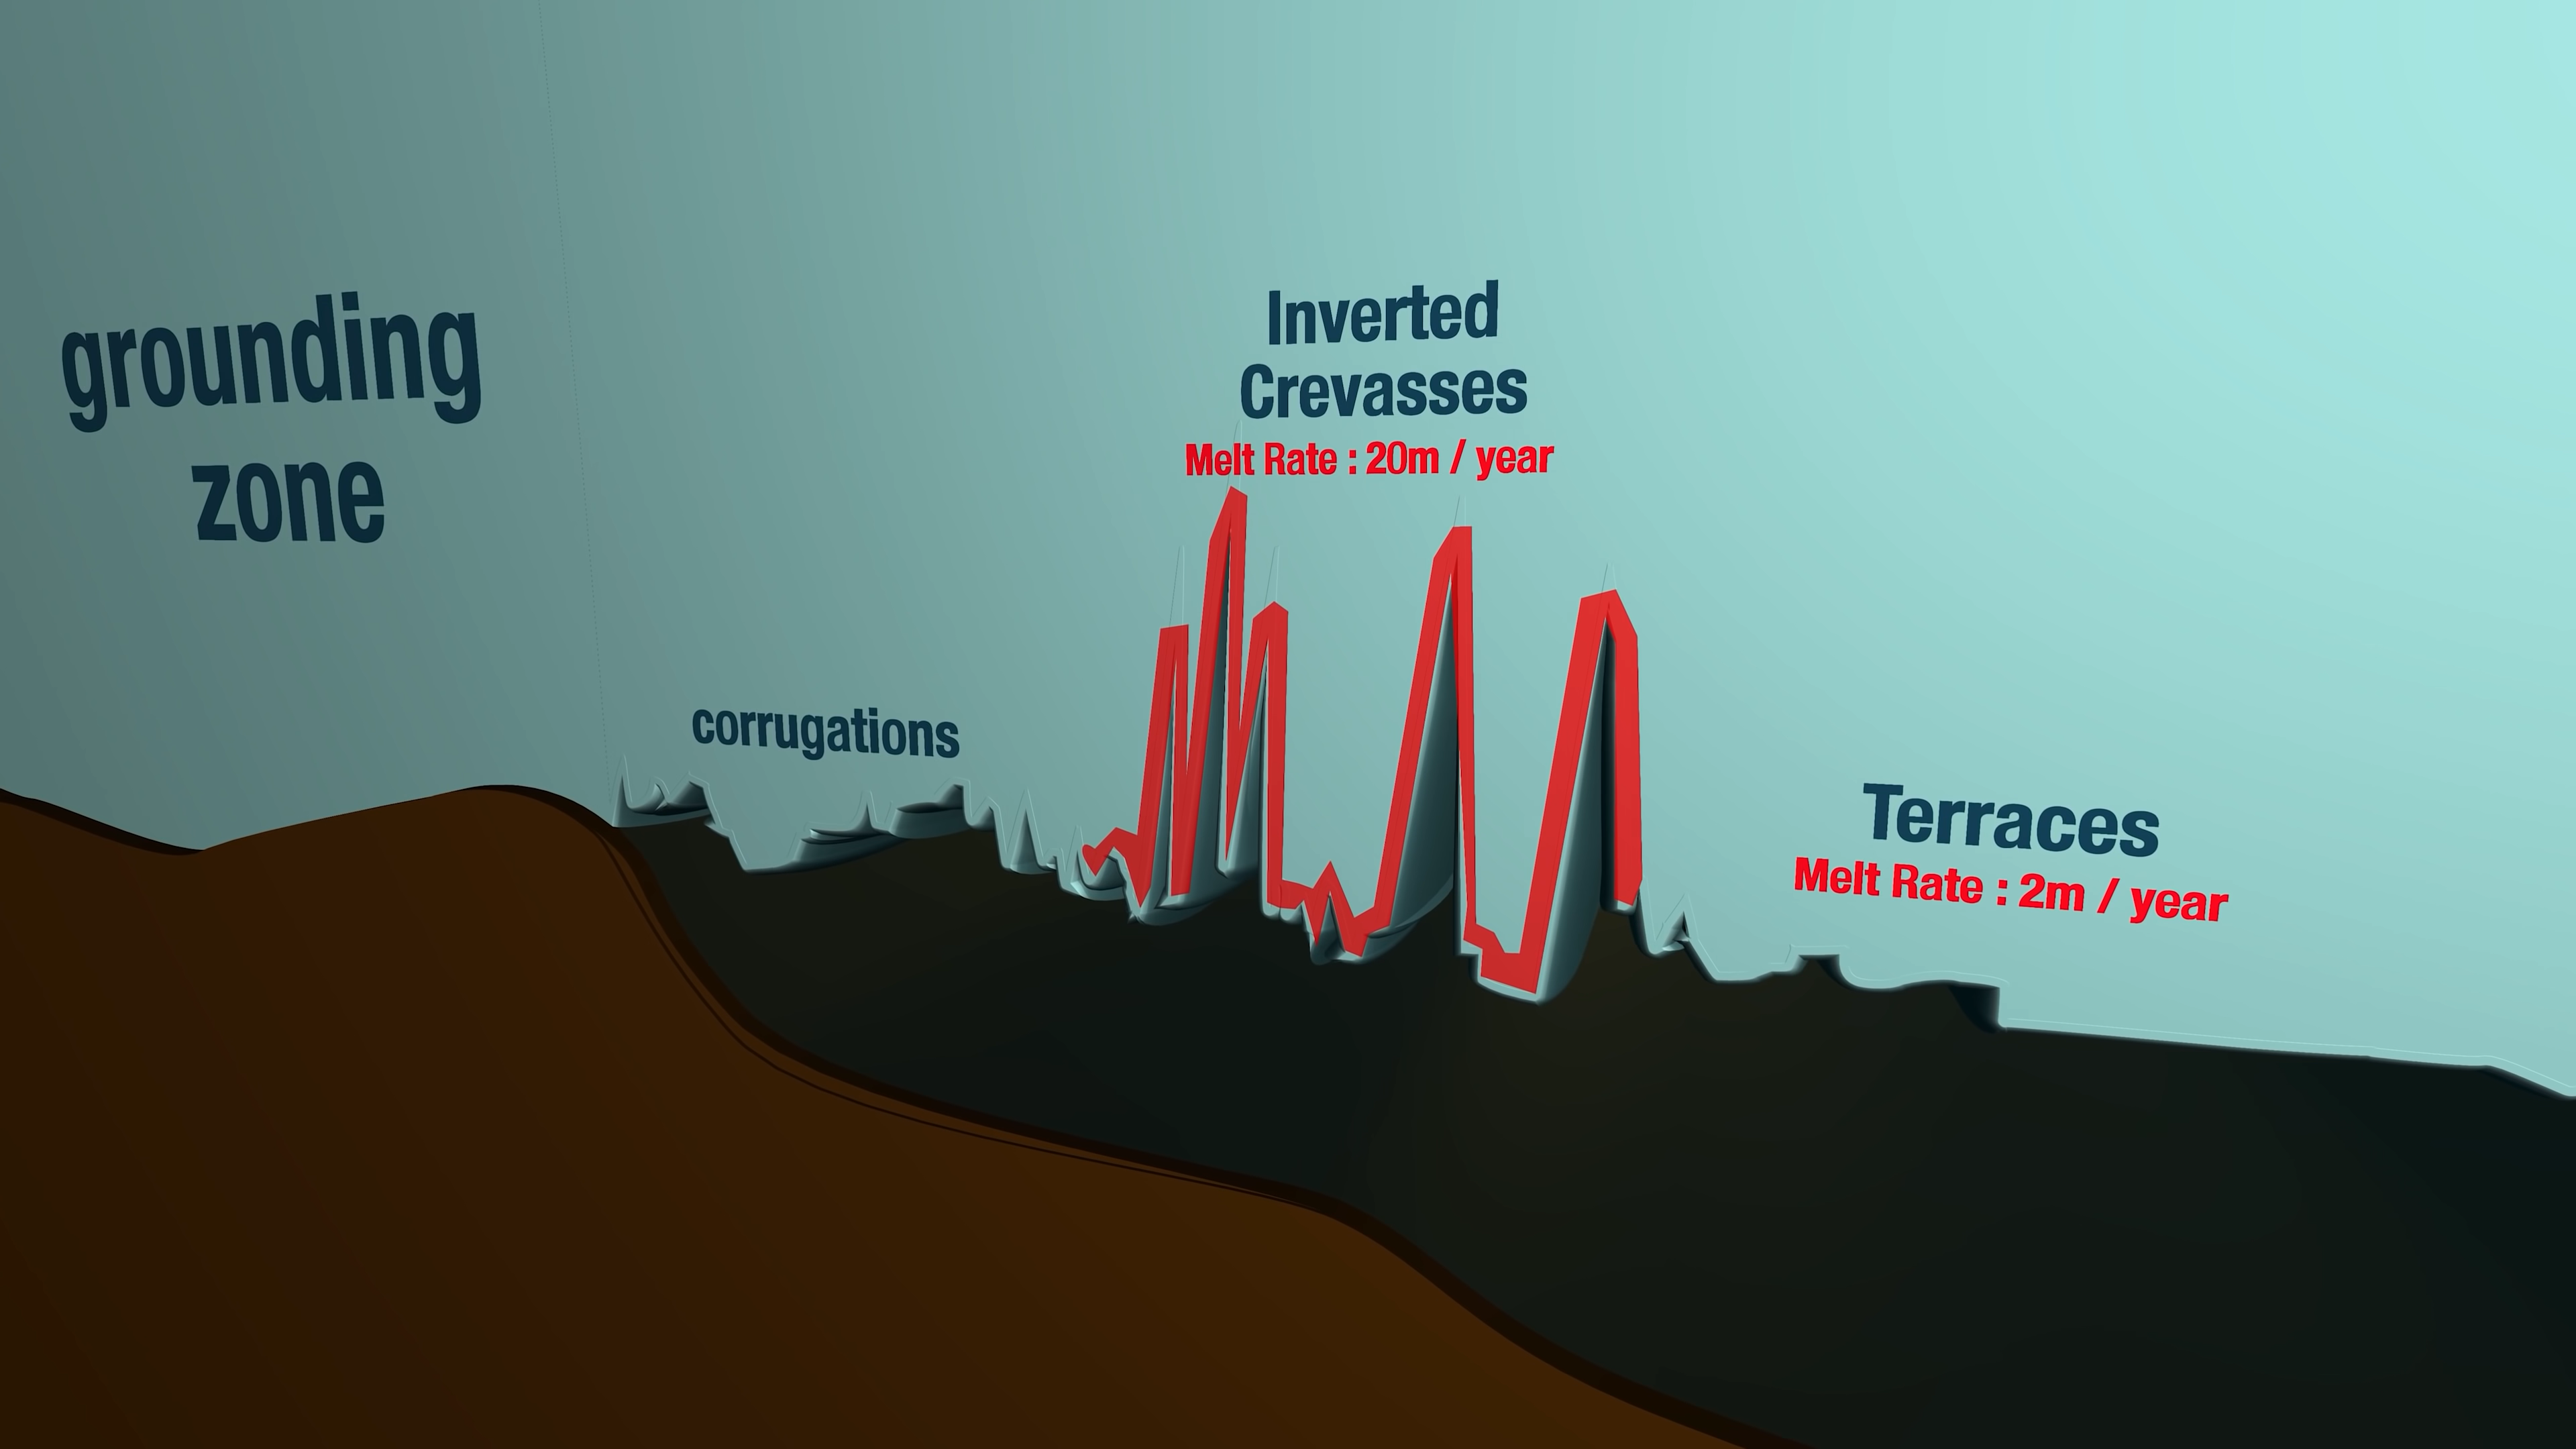 grounding
zone
corrugations
Inverted
Crevasses
Melt Rate : 20m / year
Terraces
Melt Rate : 2m / year